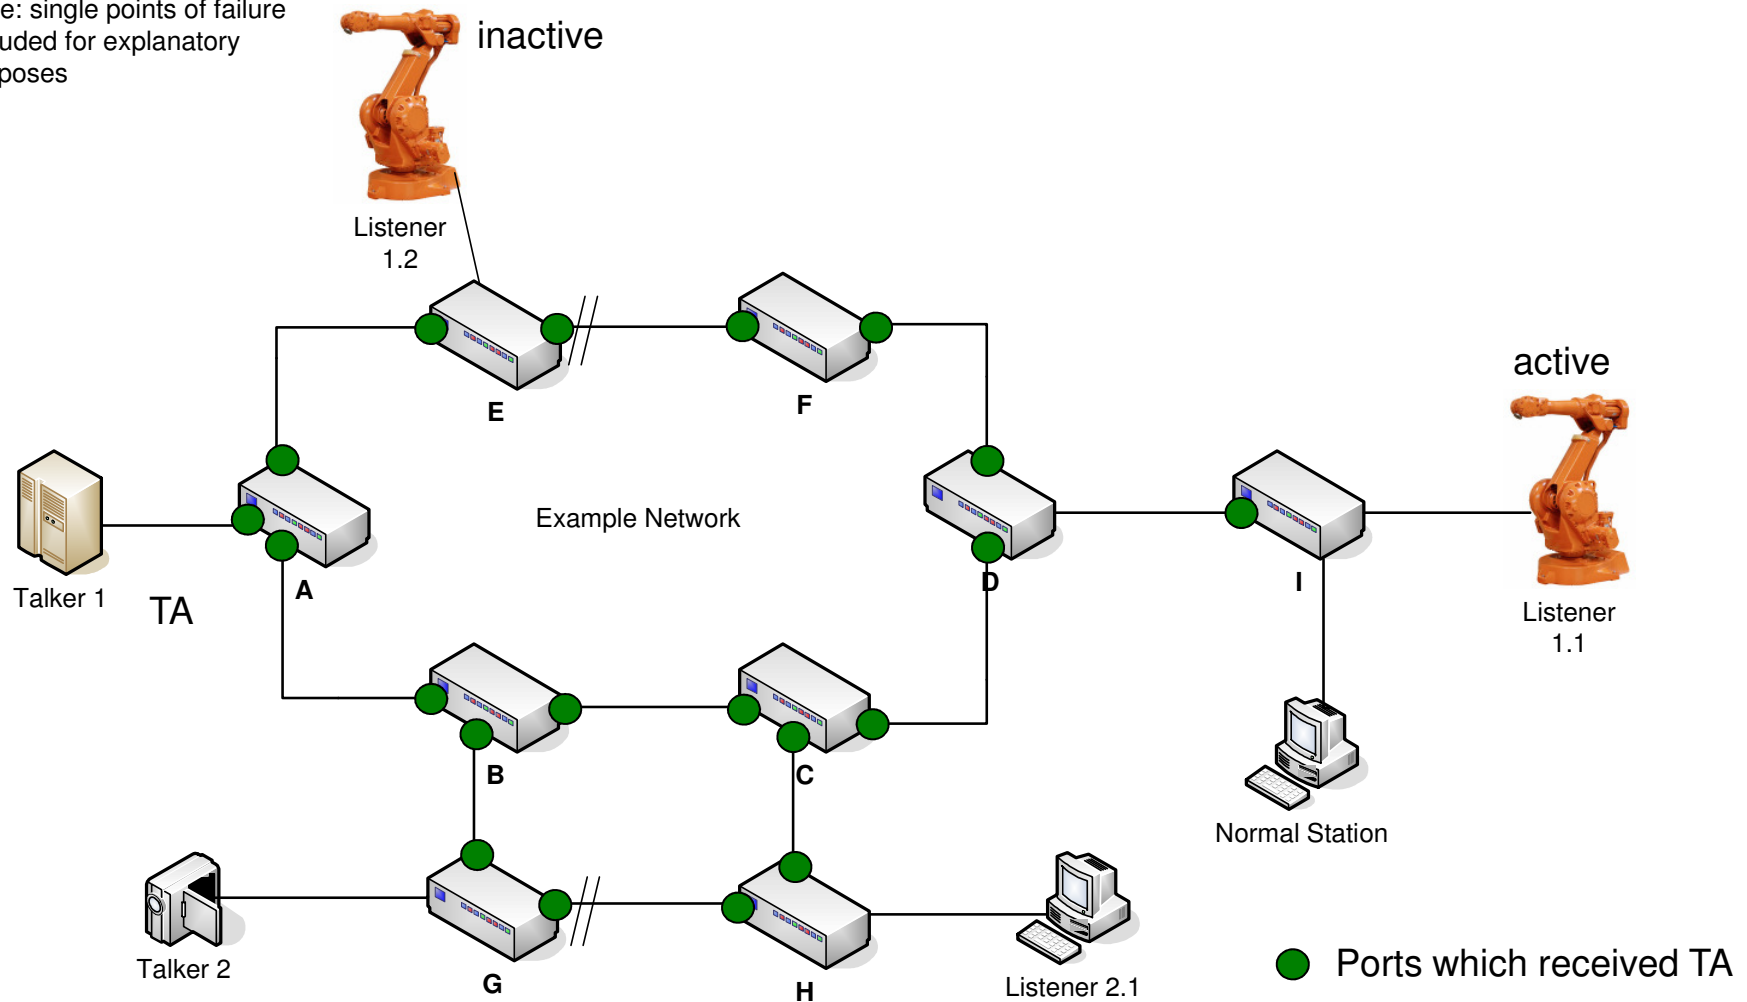 e: single points of failure
uded for explanatory
poses
inactive
Listener
1.2
E
F
active
Talker 1
TA
A
Example Network
D
I
Listener
1.1
B
C
Normal Station
Talker 2
G
H
Listener 2.1
Ports which received TA